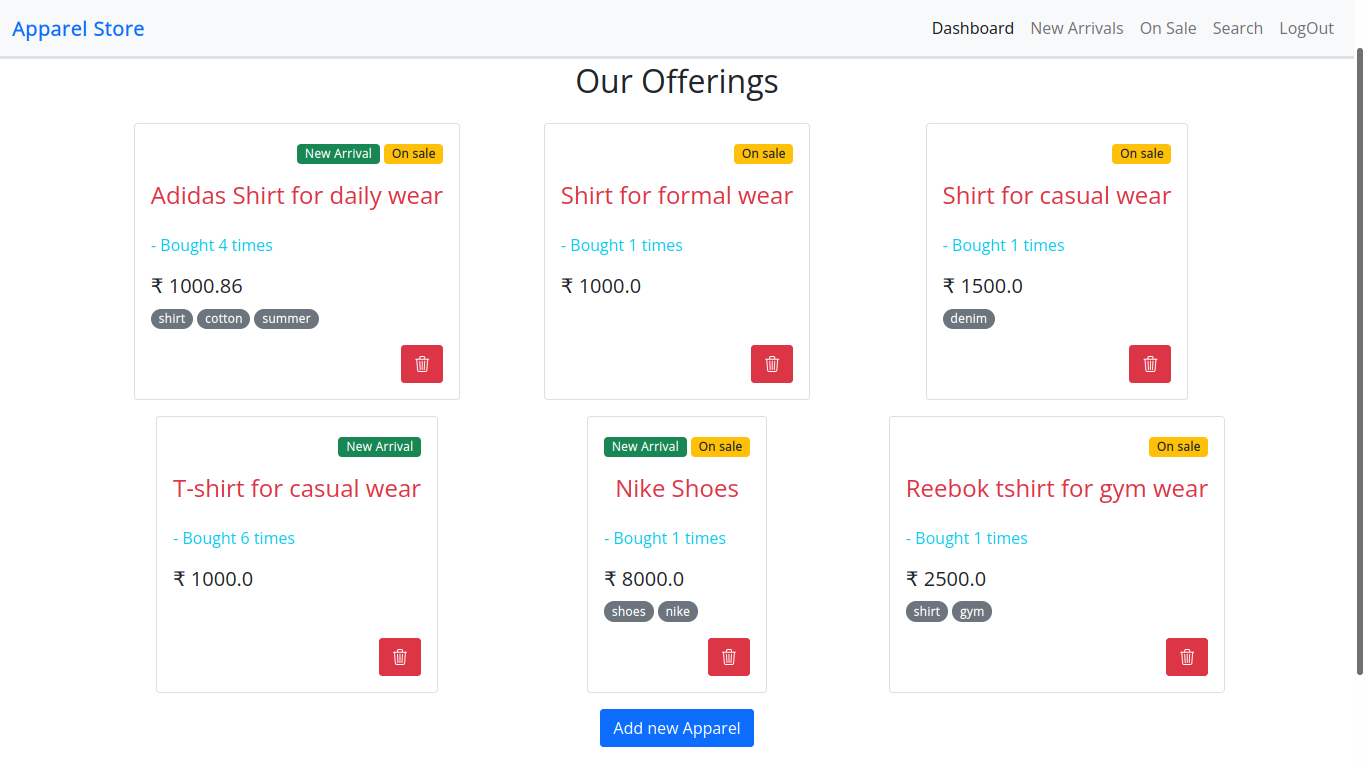 Apparel Store
Dashboard New Arrivals On Sale Search LogOut
Our Offerings
New Arrival On sale
Adidas Shirt for daily wear
- Bought 4 times
₹ 1000.86
shirt cotton summer
On sale
Shirt for formal wear
- Bought 1 times
₹ 1000.0
On sale
Shirt for casual wear
- Bought 1 times
₹ 1500.0
denim
New Arrival
T-shirt for casual wear
- Bought 6 times
₹ 1000.0
New Arrival On sale
Nike Shoes
- Bought 1 times
₹ 8000.0
shoes nike
On sale
Reebok tshirt for gym wear
- Bought 1 times
₹ 2500.0
shirt gym
Add new Apparel